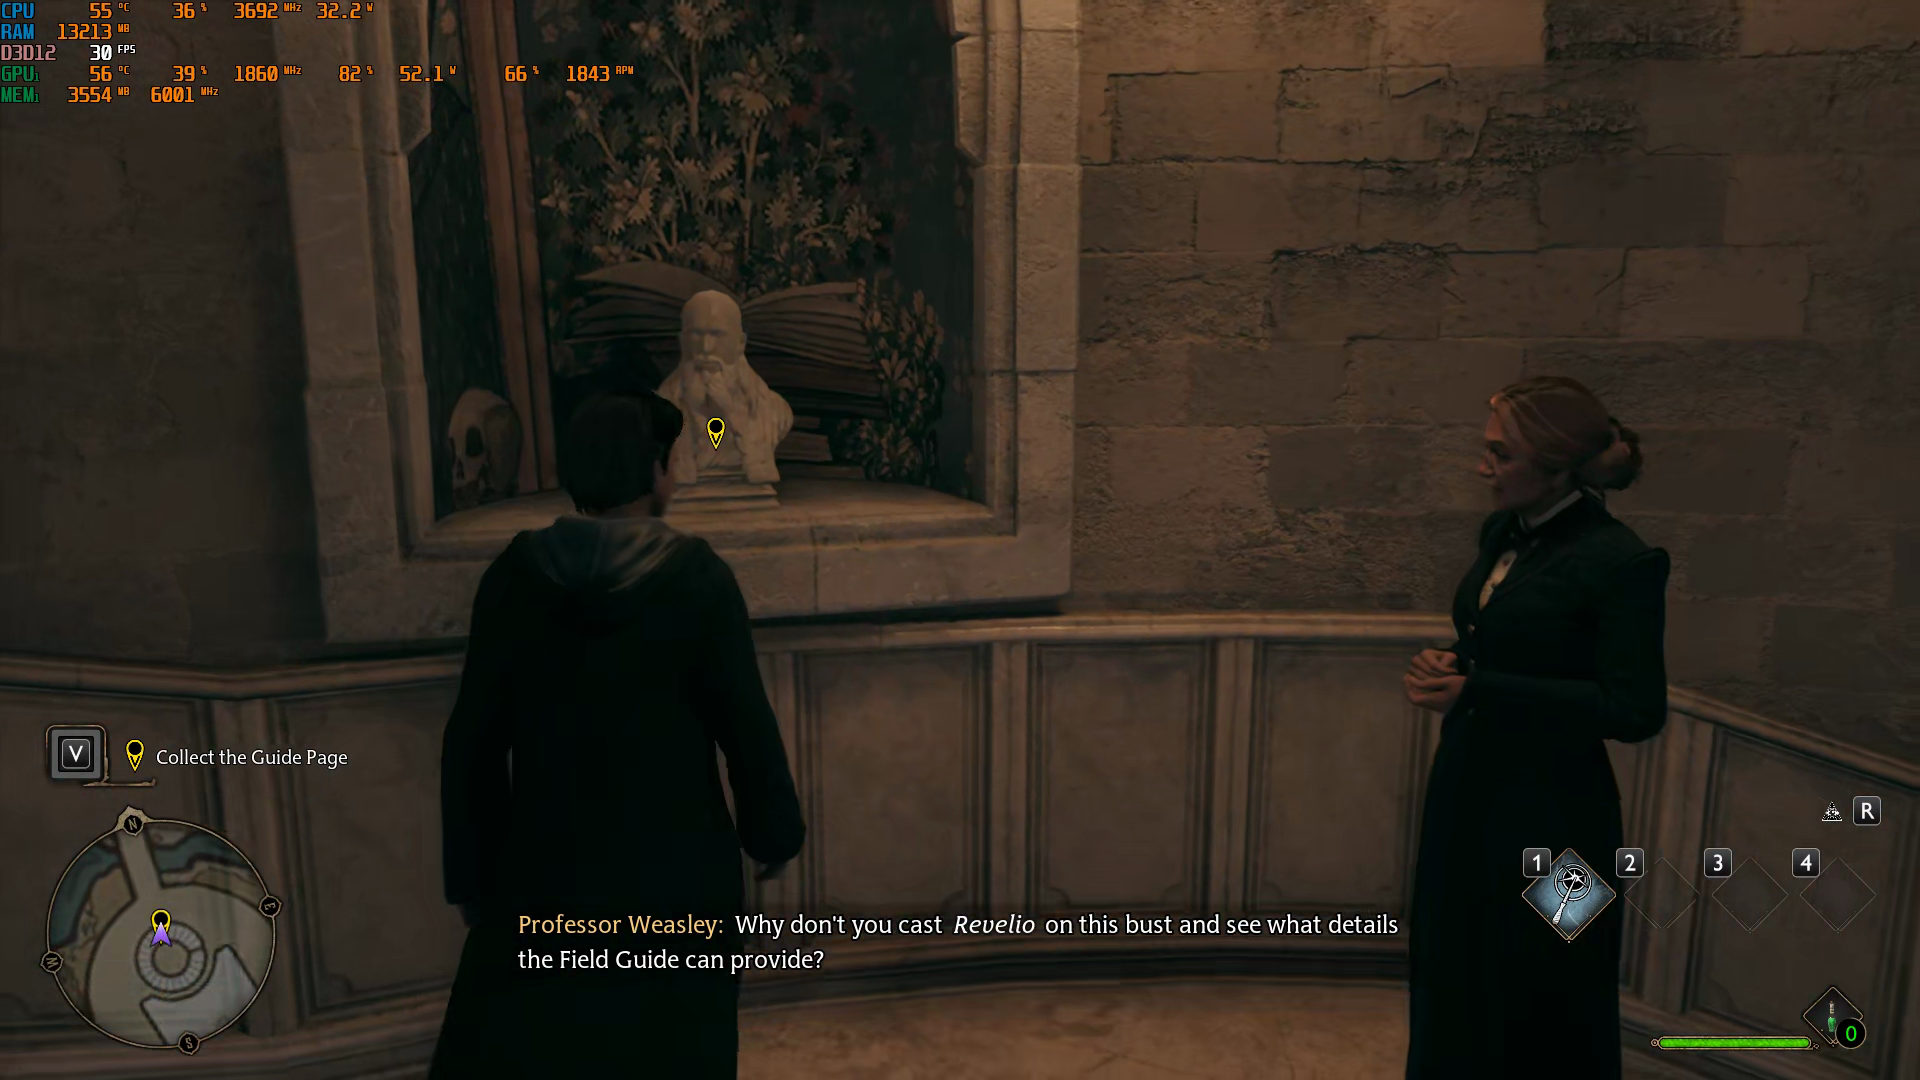 CPU 55 °C 36 % 3692 MHz 32.2 W
RAM 13213 MB
D3D12 30 FPS
GPU1 56 °C 39 % 1860 MHz 82 % 52.1 W 66 % 1843 RPM
MEM1 3554 MB 6001 MHz
V Collect the Guide Page
N
E
W
S
R
1 2 3 4
Professor Weasley: Why don't you cast Revelio on this bust and see what details
the Field Guide can provide?
0